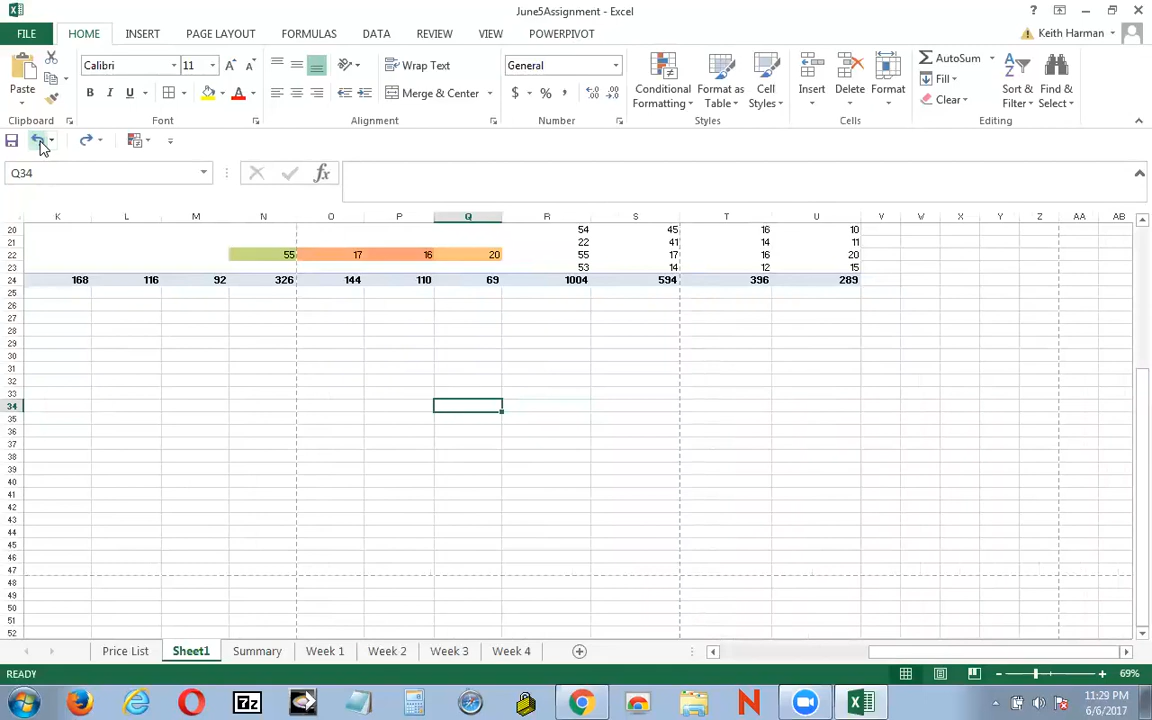 June5Assignment - Excel
FILE HOME INSERT PAGE LAYOUT FORMULAS DATA REVIEW VIEW POWERPIVOT Keith Harman
Calibri 11 Wrap Text General AutoSum
Fill
Paste B I U Merge & Center $ % , Conditional Formatting Format as Table Cell Styles Insert Delete Format Clear Sort & Filter Find & Select
Clipboard Font Alignment Number Styles Cells Editing
Q34
K L M N O P Q R S T U V W X Y Z AA AB
20 54 45 16 10
21 22 41 14 11
22 55 17 16 20 55 17 16 20
23 53 14 12 15
24 168 116 92 326 144 110 69 1004 594 396 289
25
26
27
28
29
30
31
32
33
34
35
36
37
38
39
40
41
42
43
44
45
46
47
48
49
50
51
52
Price List Sheet1 Summary Week 1 Week 2 Week 3 Week 4
READY 69%
11:29 PM
6/6/2017